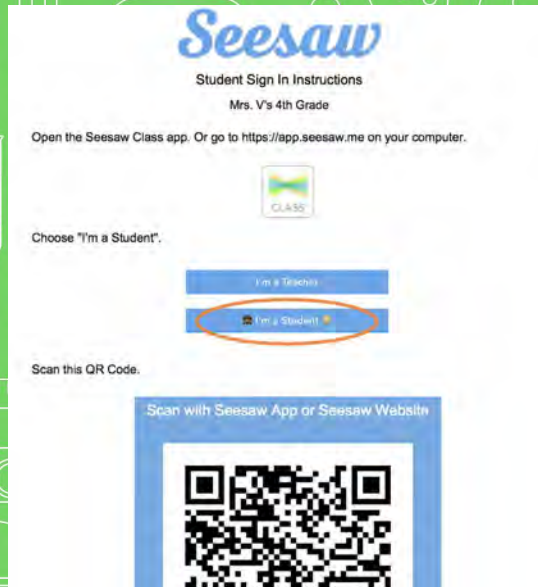 Seesaw
Student Sign In Instructions
Mrs. V's 4th Grade
Open the Seesaw Class app. Or go to https://app.seesaw.me on your computer.
CLASS
Choose "I'm a Student".
I'm a Teacher
I'm a Student
Scan this QR Code.
Scan with Seesaw App or Seesaw Website